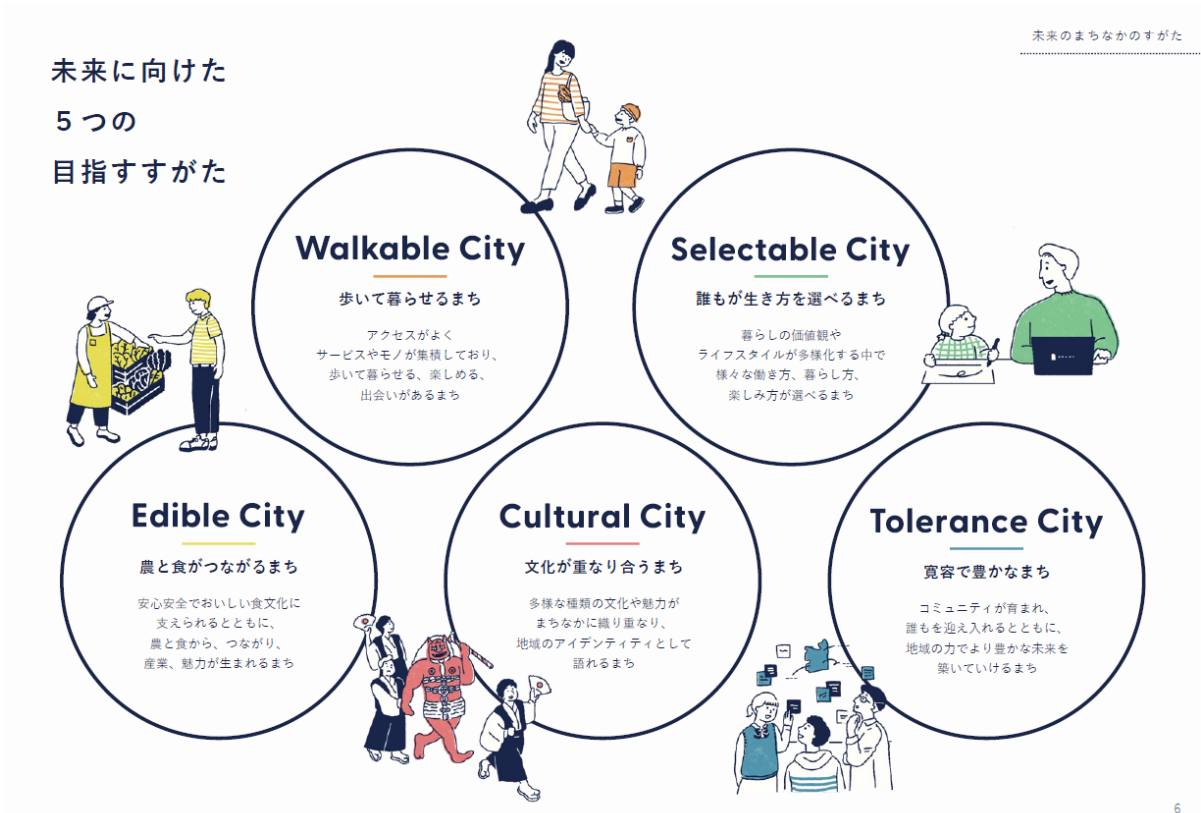 未来のまちなかのすがた
未来に向けた
5つの
目指すすがた
Walkable City
歩いて暮らせるまち
アクセスがよく
サービスやモノが集積しており、
歩いて暮らせる、楽しめる、
出会いがあるまち
Selectable City
誰もが生き方を選べるまち
暮らしの価値観や
ライフスタイルが多様化する中で
様々な働き方、暮らし方、
楽しみ方が選べるまち
Edible City
農と食がつながるまち
安心安全でおいしい食文化に
支えられるとともに、
農と食から、つながり、
産業、魅力が生まれるまち
Cultural City
文化が重なり合うまち
多様な種類の文化や魅力が
まちなかに織り重なり、
地域のアイデンティティとして
語れるまち
Tolerance City
寛容で豊かなまち
コミュニティが育まれ、
誰もを迎え入れるとともに、
地域の力でより豊かな未来を
築いていけるまち
6